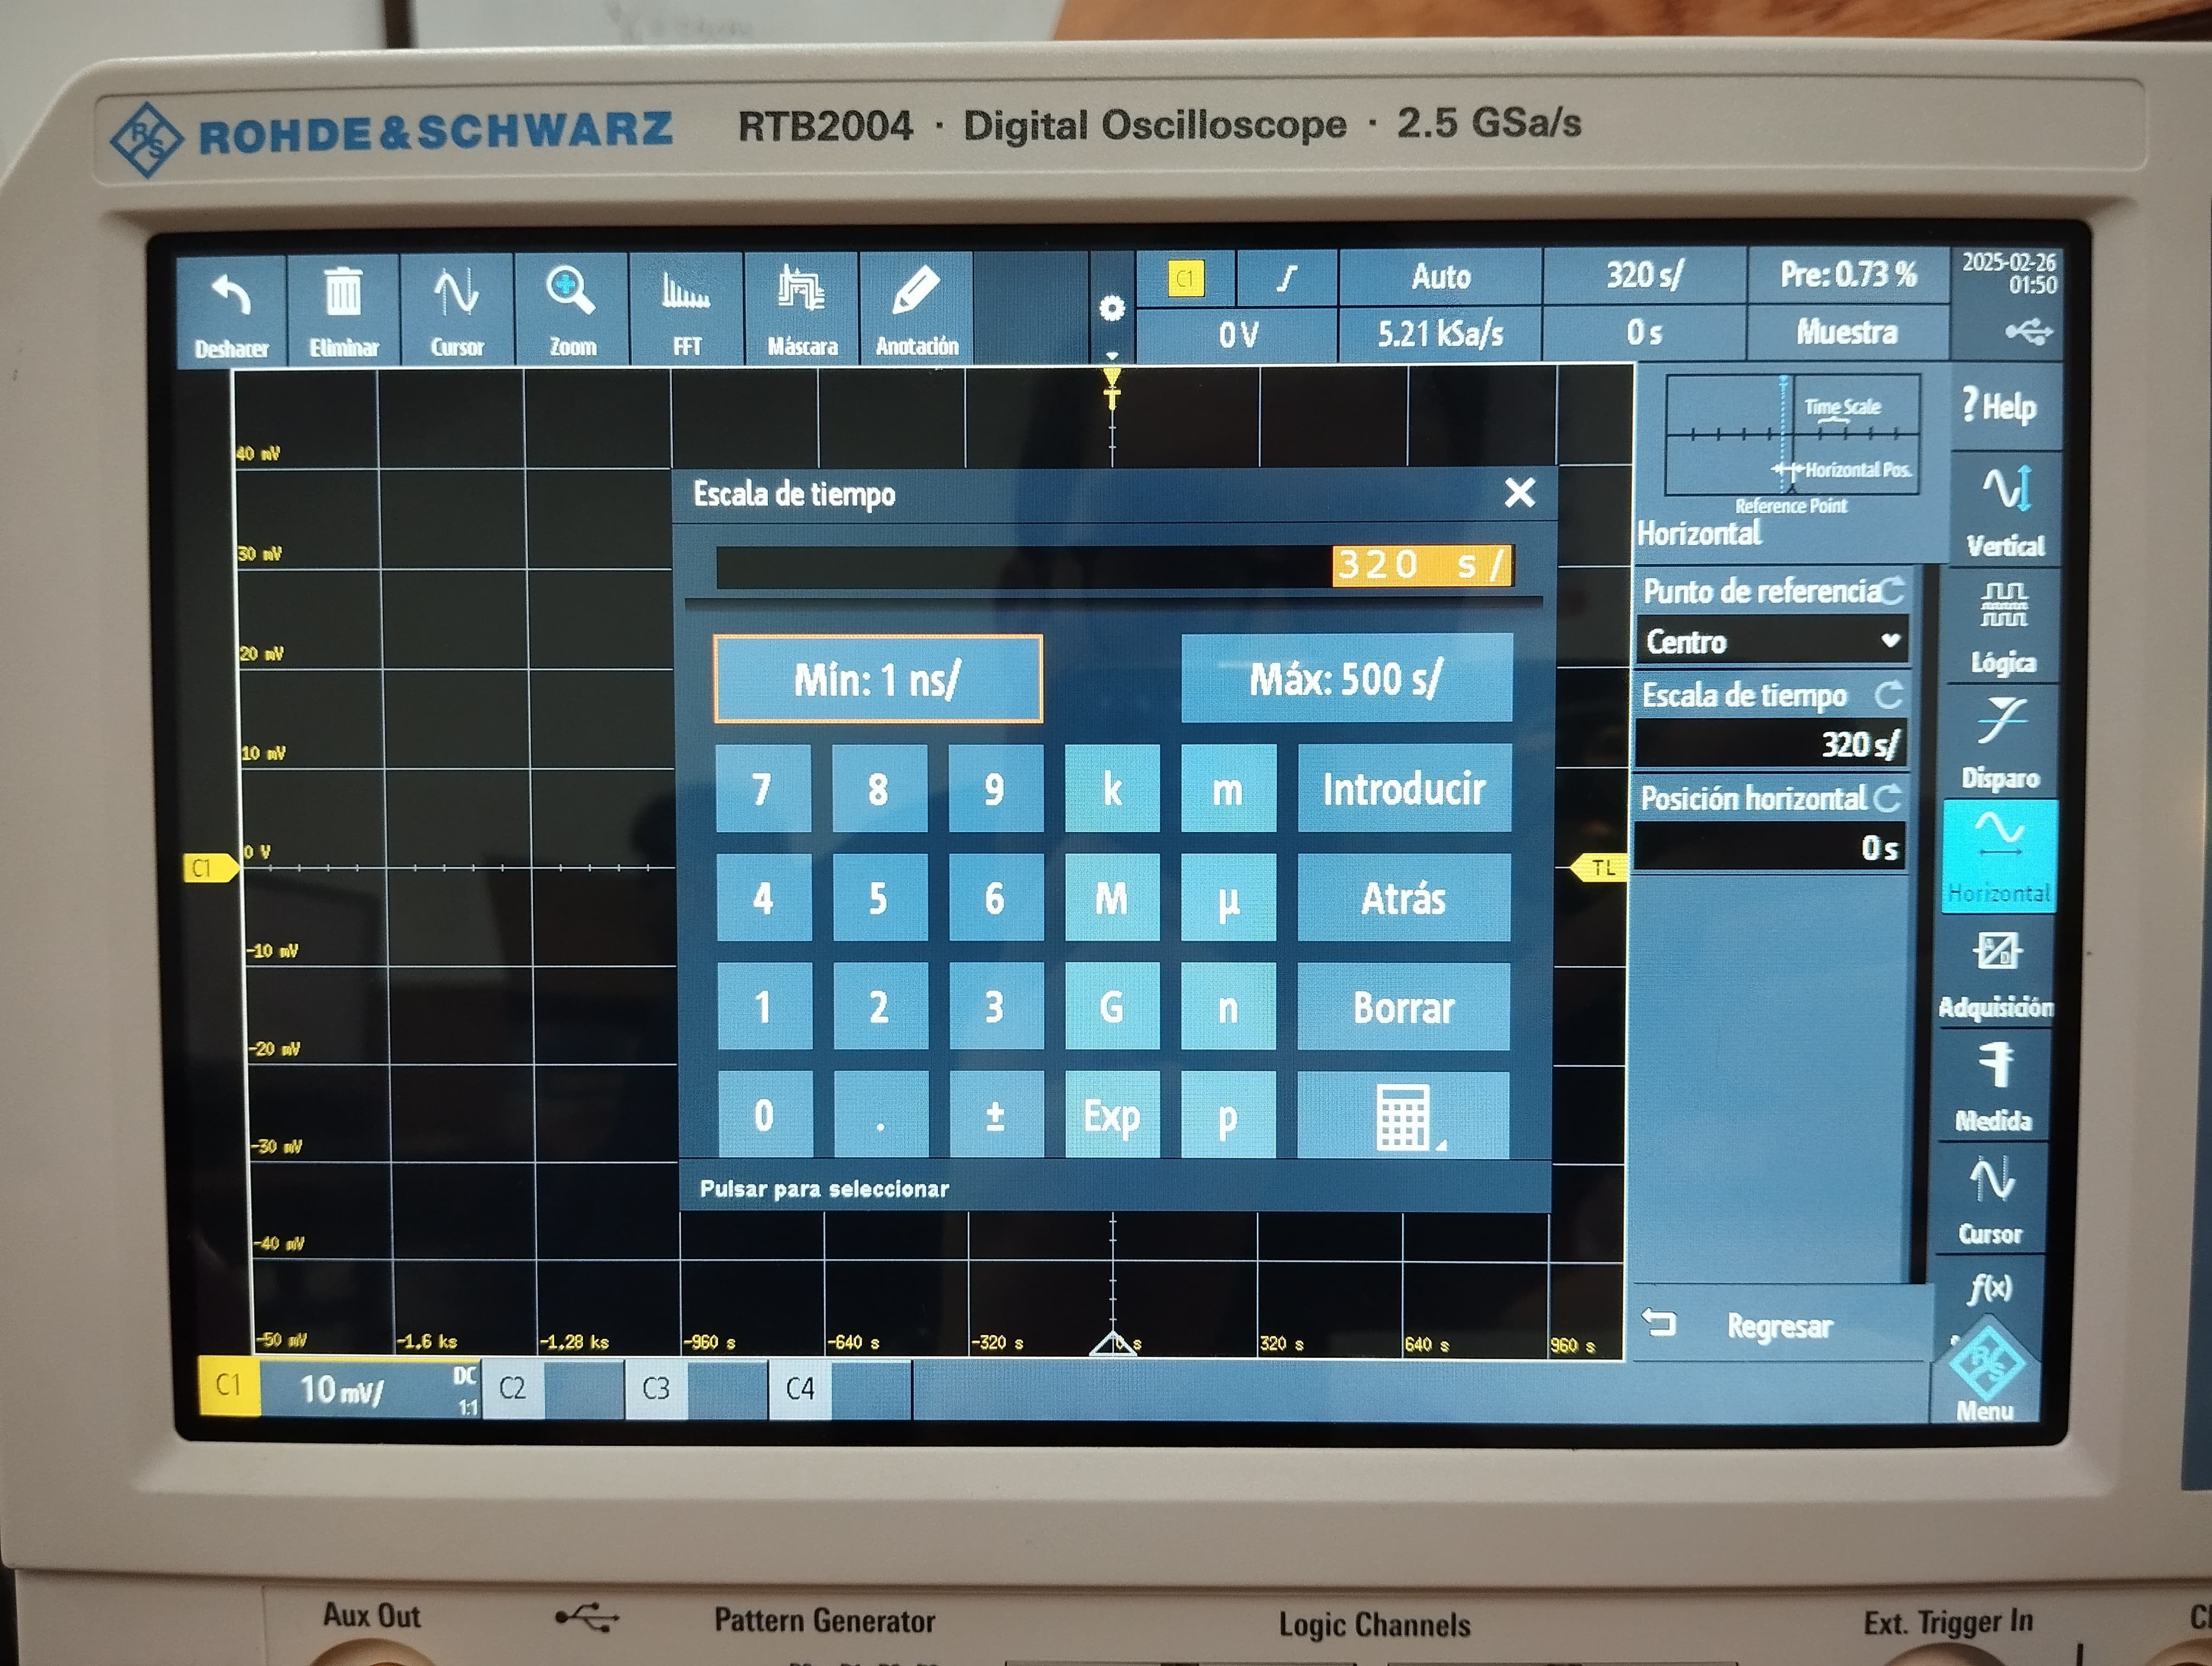 ROHDE & SCHWARZ RTB2004 · Digital Oscilloscope · 2.5 GSa/s
Deshacer Eliminar Cursor Zoom FFT Máscara Anotación
C1 Auto 320 s/ Pre: 0.73 %
0 V 5.21 kSa/s 0 s Muestra
2025-02-26
01:50
T
40 mV
30 mV
20 mV
10 mV
0 V
-10 mV
-20 mV
-30 mV
-40 mV
-50 mV
-1.6 ks -1.28 ks -960 s -640 s -320 s 0 s 320 s 640 s 960 s
C1
TL
Escala de tiempo
320 s/
Mín: 1 ns/ Máx: 500 s/
7 8 9 k m Introducir
4 5 6 M µ Atrás
1 2 3 G n Borrar
0 . ± Exp p
Pulsar para seleccionar
Time Scale
Horizontal Pos.
Reference Point
Horizontal
Punto de referencia
Centro
Escala de tiempo
320 s/
Posición horizontal
0 s
Regresar
? Help
Vertical
Lógica
Disparo
Horizontal
Adquisición
Medida
Cursor
f(x)
R S
Menu
C1 10 mV/ DC 1:1 C2 C3 C4
Aux Out Pattern Generator Logic Channels Ext. Trigger In